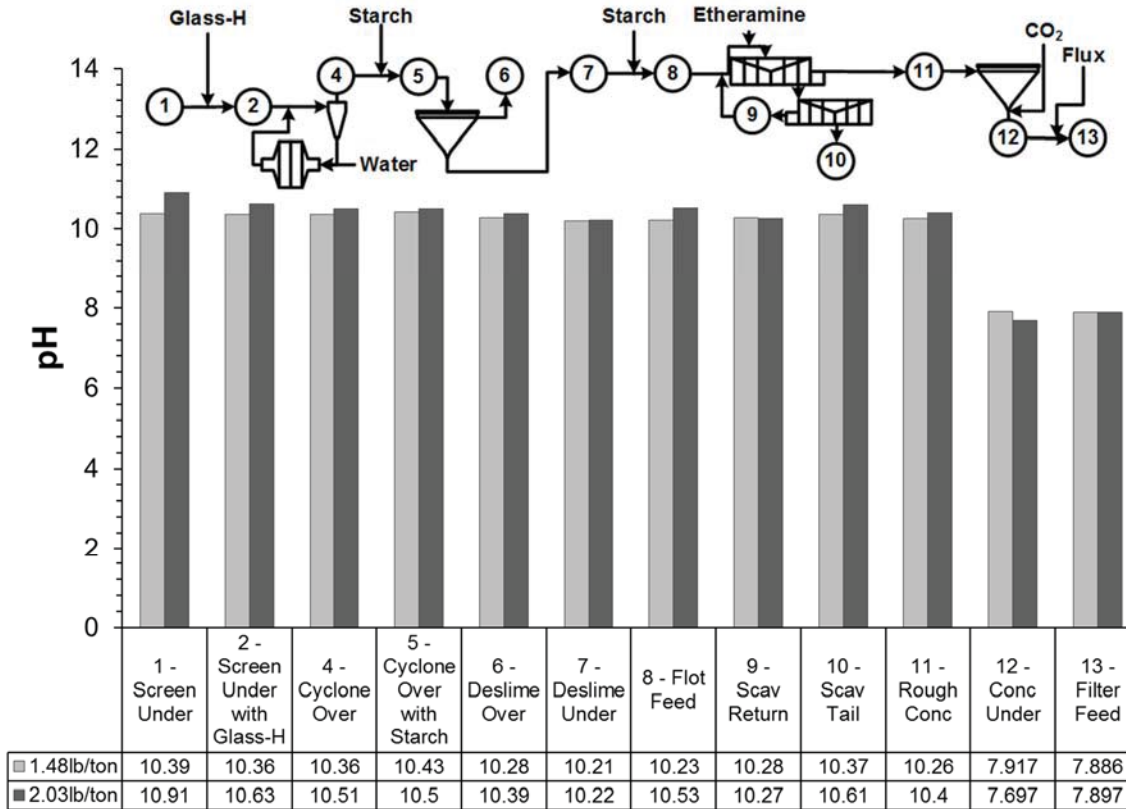 Glass-H
Starch
Starch
Etheramine
CO2
Flux
1
2
4
5
6
7
8
9
10
11
12
13
Water
pH
14
12
10
8
6
4
2
0
1 -
Screen
Under
2 -
Screen
Under
with
Glass-H
4 -
Cyclone
Over
5 -
Cyclone
Over
with
Starch
6 -
Deslime
Over
7 -
Deslime
Under
8 - Flot
Feed
9 -
Scav
Return
10 -
Scav
Tail
11 -
Rough
Conc
12 -
Conc
Under
13 -
Filter
Feed
1.48lb/ton 10.39 10.36 10.36 10.43 10.28 10.21 10.23 10.28 10.37 10.26 7.917 7.886
2.03lb/ton 10.91 10.63 10.51 10.5 10.39 10.22 10.53 10.27 10.61 10.4 7.697 7.897